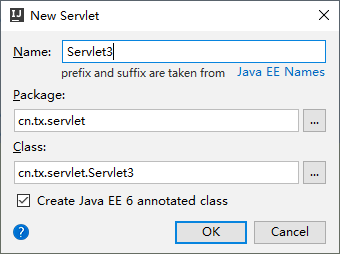 New Servlet
Name: Servlet3
prefix and suffix are taken from Java EE Names
Package:
cn.tx.servlet
...
Class:
cn.tx.servlet.Servlet3
...
Create Java EE 6 annotated class
?
OK Cancel